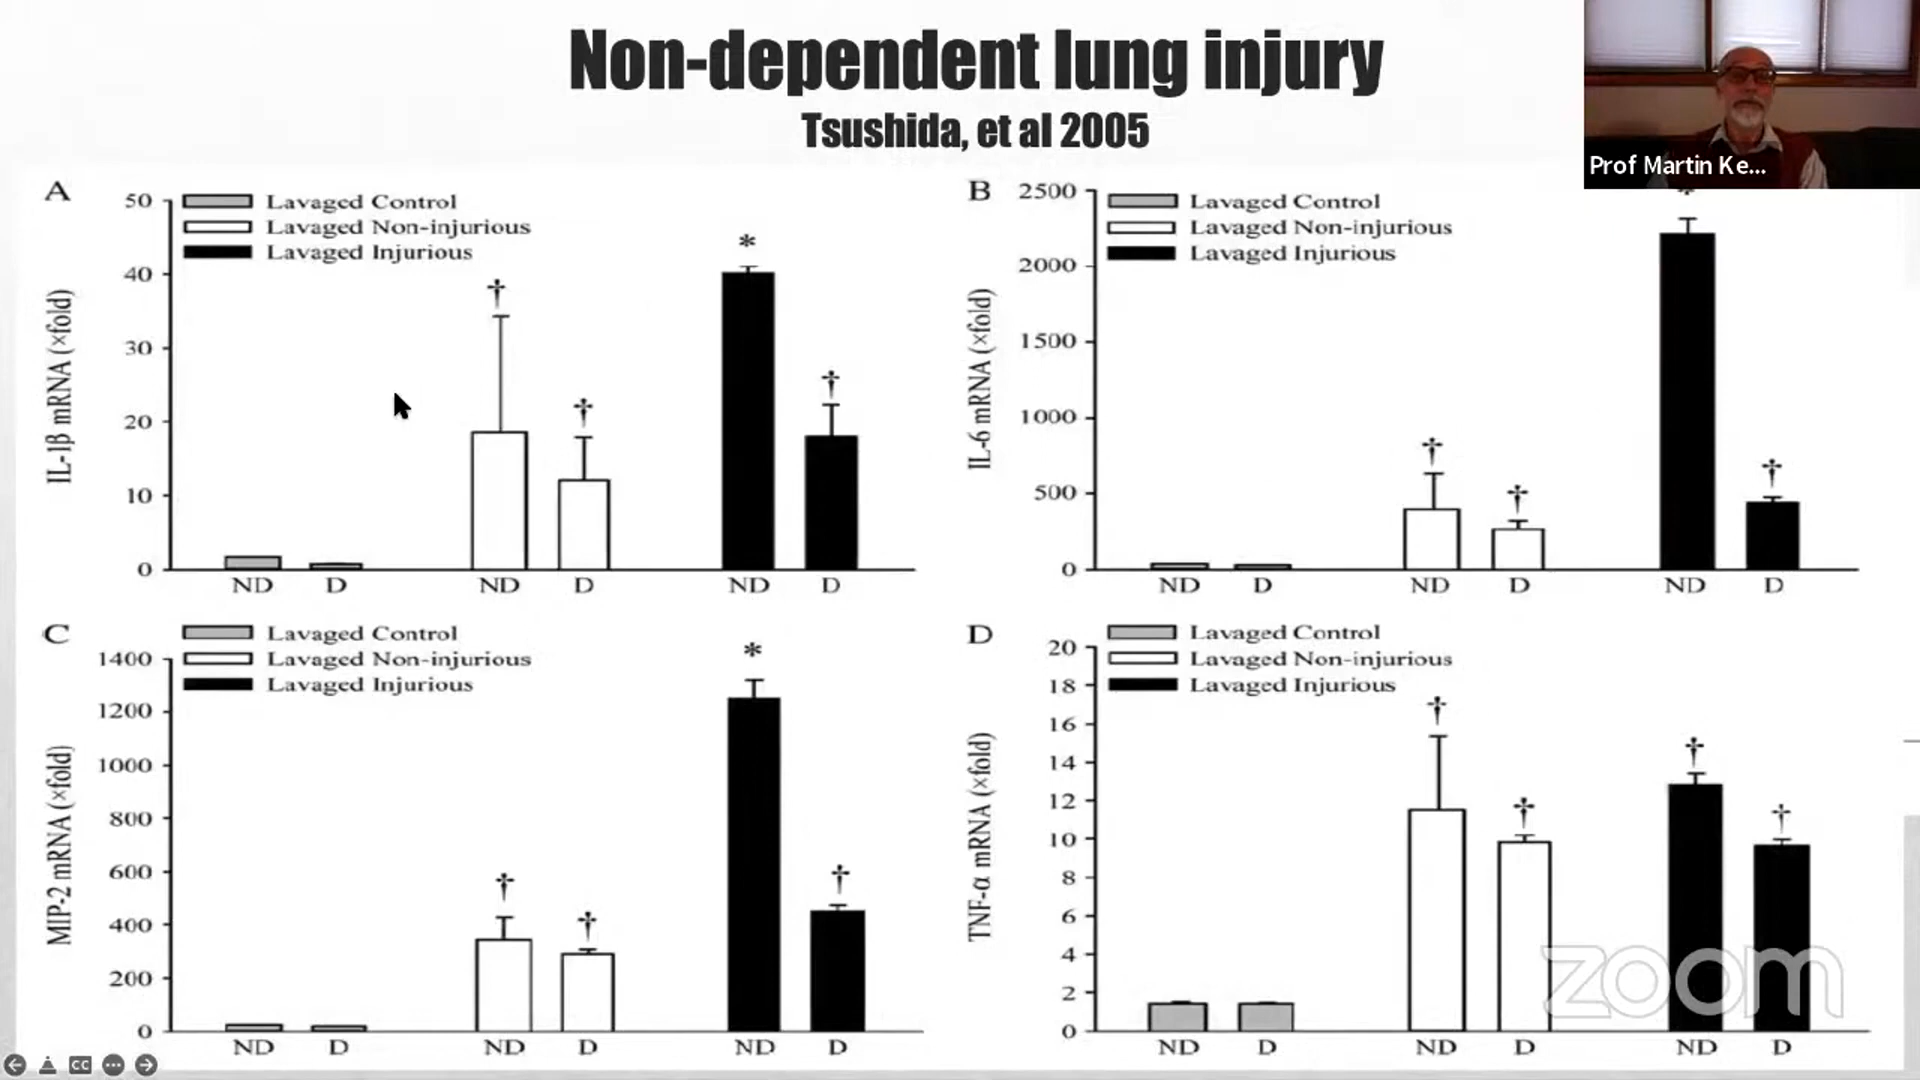 Non-dependent lung injury
Tsushida, et al 2005
Prof Martin Ke...
A
50
40
30
20
10
0
IL-1β mRNA (×fold)
Lavaged Control
Lavaged Non-injurious
Lavaged Injurious
†
†
*
†
ND D ND D ND D
B
2500
2000
1500
1000
500
0
IL-6 mRNA (×fold)
Lavaged Control
Lavaged Non-injurious
Lavaged Injurious
†
†
*
†
ND D ND D ND D
C
1400
1200
1000
800
600
400
200
0
MIP-2 mRNA (×fold)
Lavaged Control
Lavaged Non-injurious
Lavaged Injurious
†
†
*
†
ND D ND D ND D
D
20
18
16
14
12
10
8
6
4
2
0
TNF-α mRNA (×fold)
Lavaged Control
Lavaged Non-injurious
Lavaged Injurious
†
†
†
†
ND D ND D ND D
zoom
CC